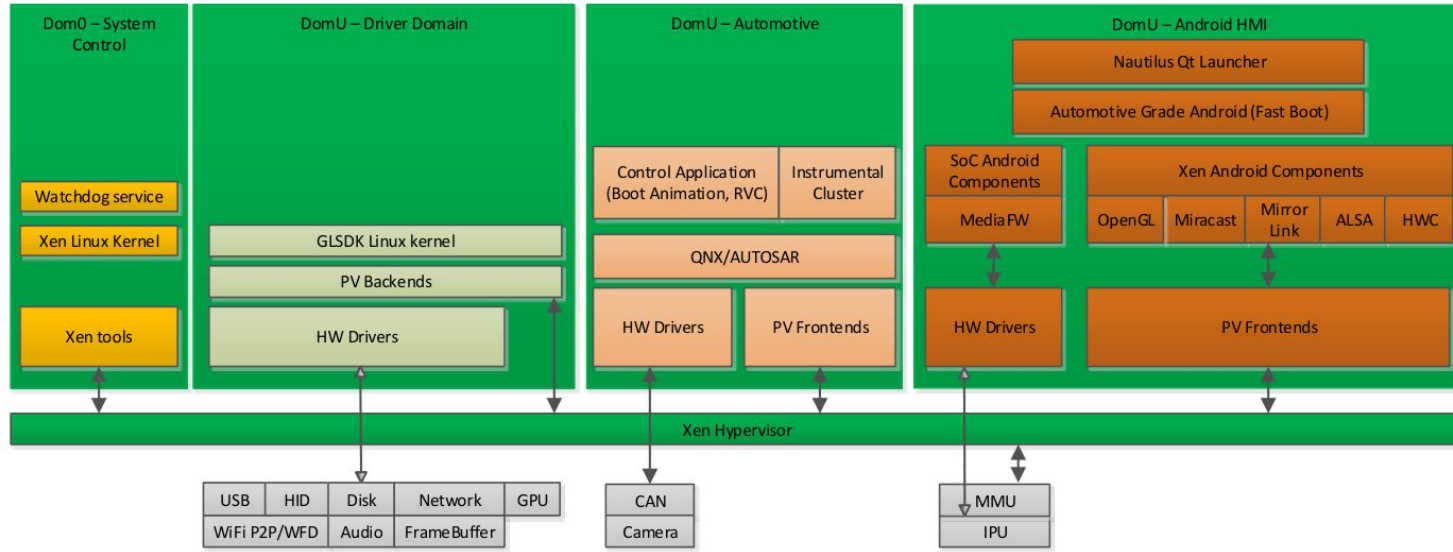 Dom0 – System
Control
Watchdog service
Xen Linux Kernel
Xen tools
DomU – Driver Domain
GLSDK Linux kernel
PV Backends
HW Drivers
DomU – Automotive
Control Application
(Boot Animation, RVC)
Instrumental
Cluster
QNX/AUTOSAR
HW Drivers
PV Frontends
DomU – Android HMI
Nautilus Qt Launcher
Automotive Grade Android (Fast Boot)
SoC Android
Components
MediaFW
Xen Android Components
OpenGL
Miracast
Mirror
Link
ALSA
HWC
HW Drivers
PV Frontends
Xen Hypervisor
USB
HID
Disk
Network
GPU
WiFi P2P/WFD
Audio
FrameBuffer
CAN
Camera
MMU
IPU